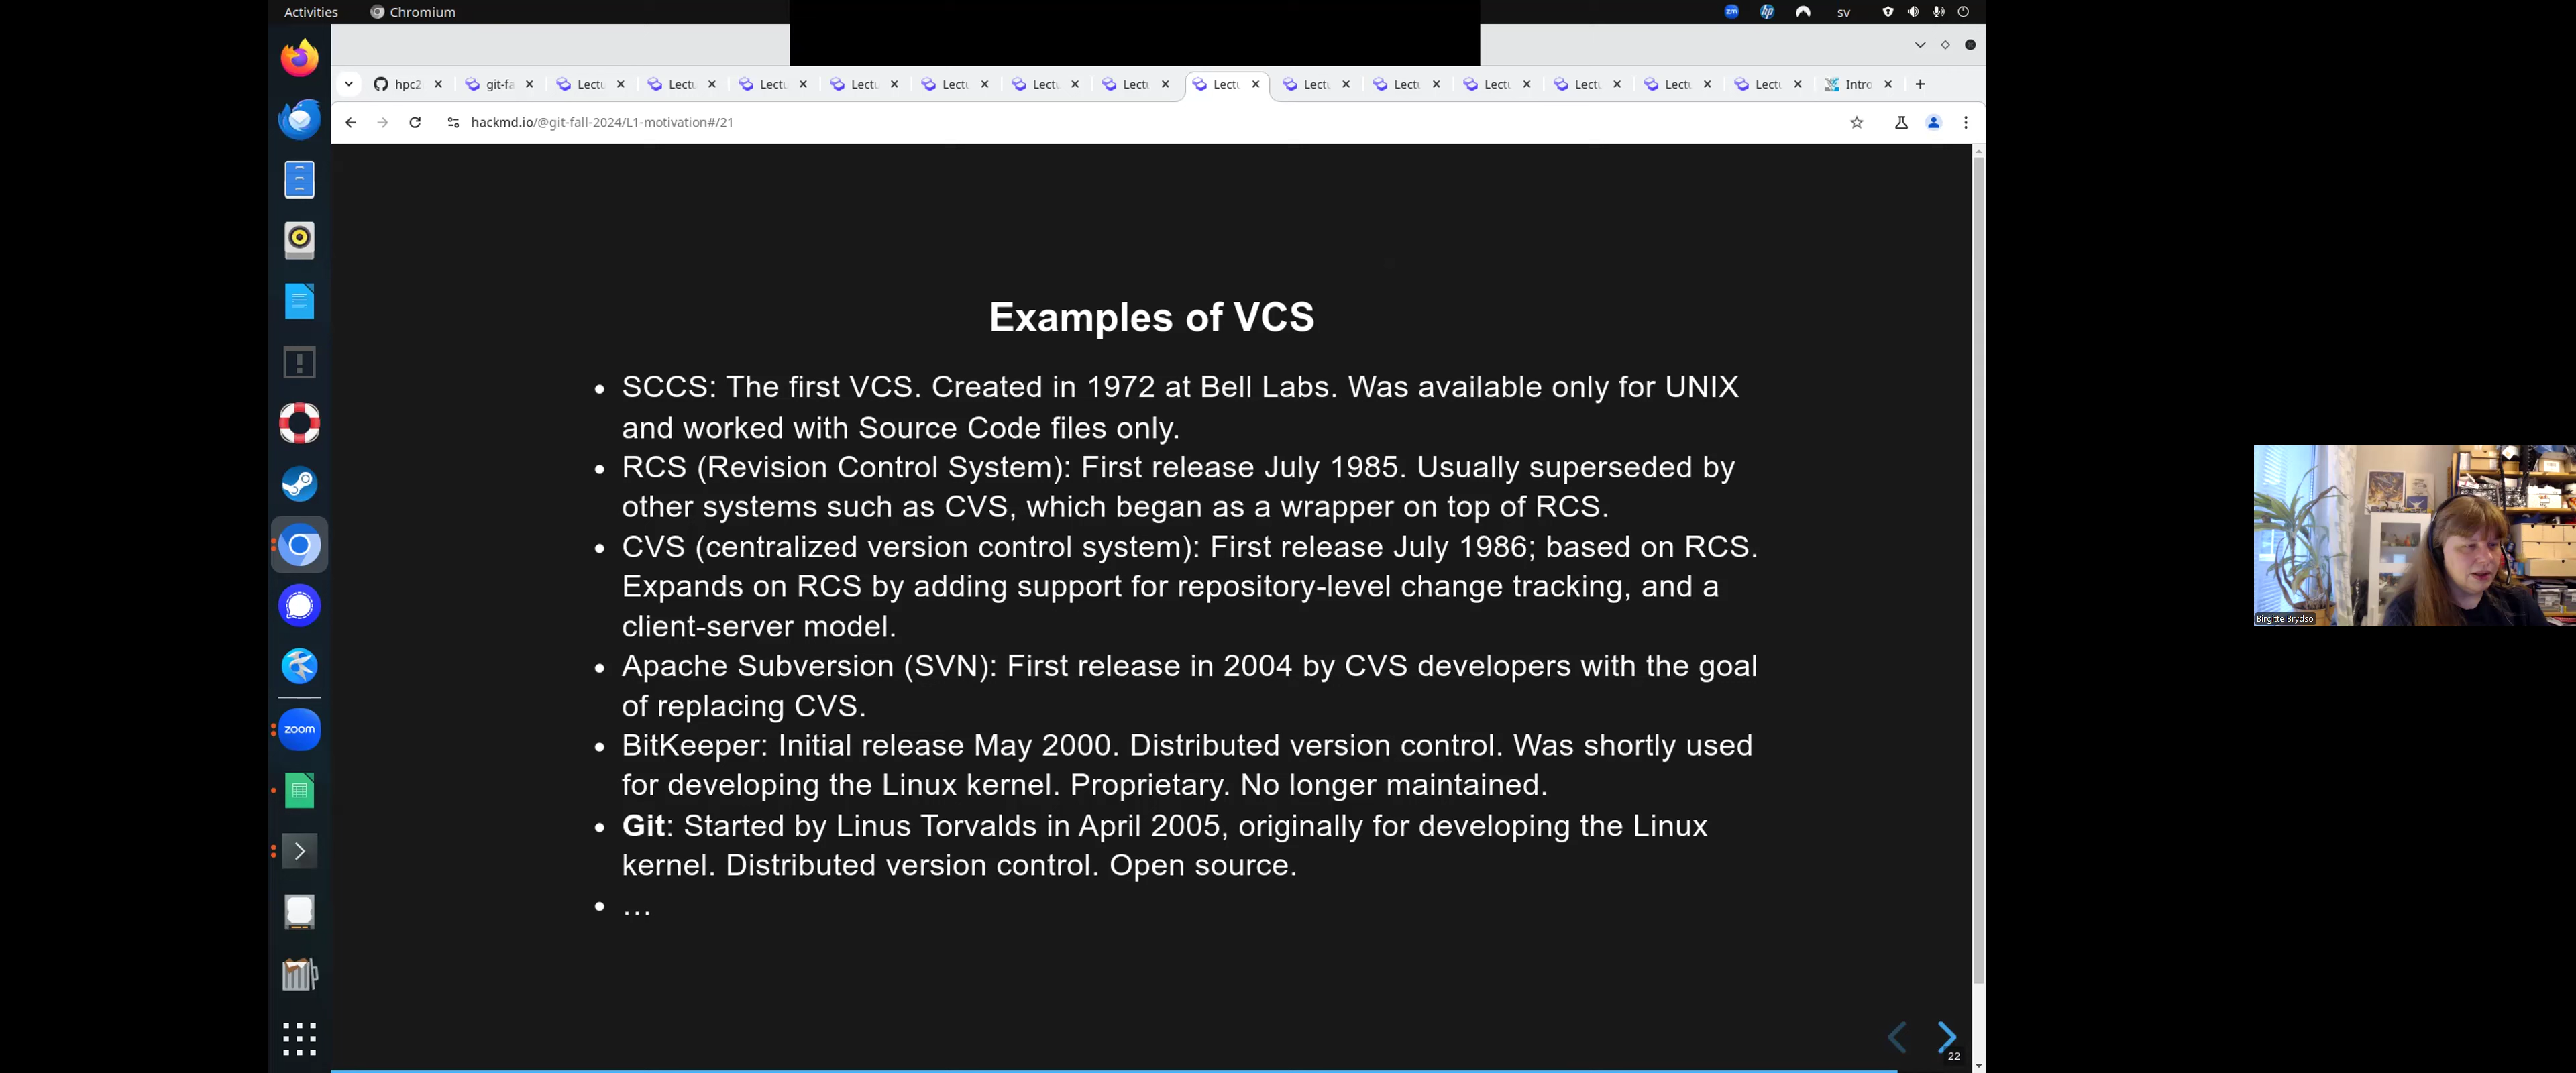 Activities Chromium zm hp sv
hpc2 git-fa Lectu Lectu Lectu Lectu Lectu Lectu Lectu Lectu Lectu Lectu Lectu Lectu Lectu Lectu Intro
hackmd.io/@git-fall-2024/L1-motivation#/21
Examples of VCS
• SCCS: The first VCS. Created in 1972 at Bell Labs. Was available only for UNIX
and worked with Source Code files only.
• RCS (Revision Control System): First release July 1985. Usually superseded by
other systems such as CVS, which began as a wrapper on top of RCS.
• CVS (centralized version control system): First release July 1986; based on RCS.
Expands on RCS by adding support for repository-level change tracking, and a
client-server model.
• Apache Subversion (SVN): First release in 2004 by CVS developers with the goal
of replacing CVS.
• BitKeeper: Initial release May 2000. Distributed version control. Was shortly used
for developing the Linux kernel. Proprietary. No longer maintained.
• Git: Started by Linus Torvalds in April 2005, originally for developing the Linux
kernel. Distributed version control. Open source.
• …
zoom
22
Birgitte Brydsö